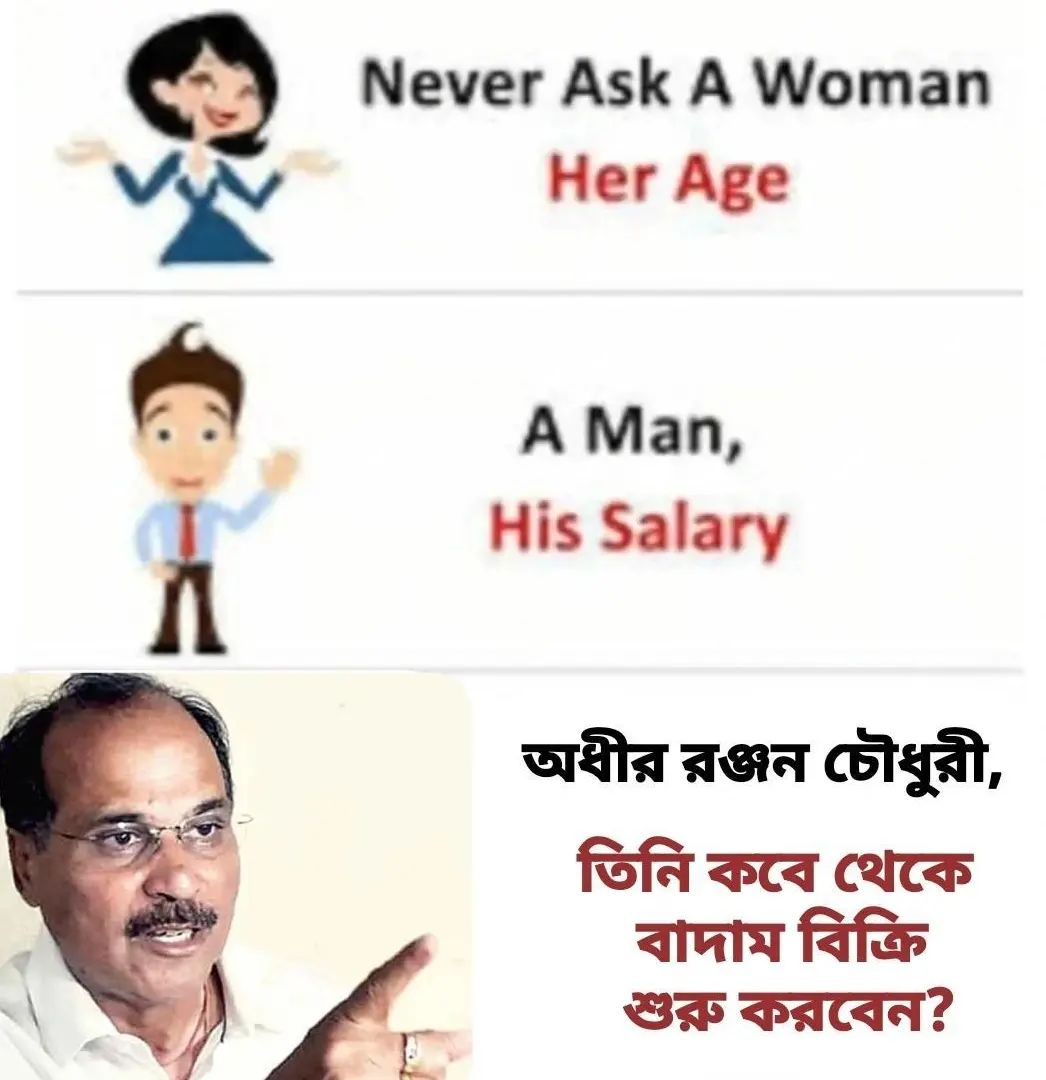 Never Ask A Woman
Her Age
A Man,
His Salary
অধীর রঞ্জন চৌধুরী,
তিনি কবে থেকে
বাদাম বিক্রি
শুরু করবেন?